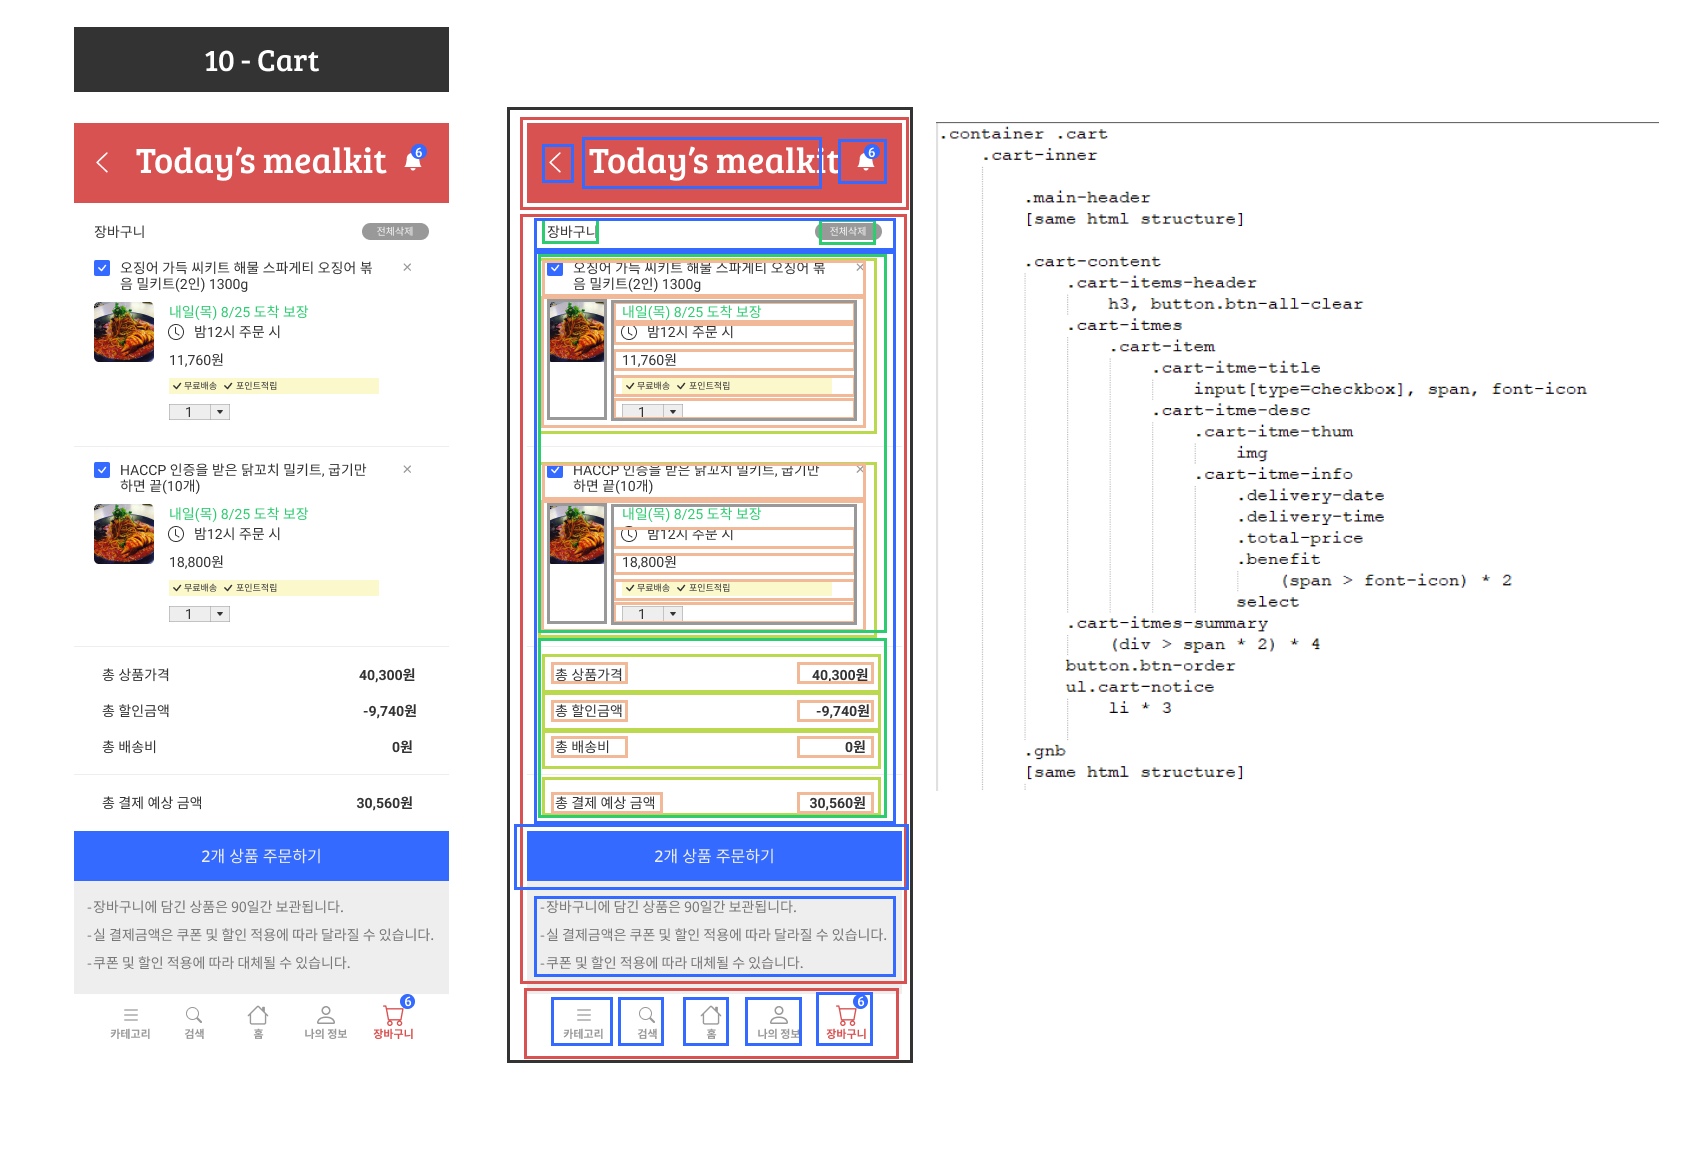 10 - Cart
Today's mealkit
6
장바구니
전체삭제
오징어 가득 씨키트 해물 스파게티 오징어 볶
음 밀키트(2인) 1300g
×
내일(목) 8/25 도착 보장
밤12시 주문 시
11,760원
무료배송 포인트적립
1
HACCP 인증을 받은 닭꼬치 밀키트, 굽기만
하면 끝(10개)
×
내일(목) 8/25 도착 보장
밤12시 주문 시
18,800원
무료배송 포인트적립
1
총 상품가격 40,300원
총 할인금액 -9,740원
총 배송비 0원
총 결제 예상 금액 30,560원
2개 상품 주문하기
-장바구니에 담긴 상품은 90일간 보관됩니다.
-실 결제금액은 쿠폰 및 할인 적용에 따라 달라질 수 있습니다.
-쿠폰 및 할인 적용에 따라 대체될 수 있습니다.
6
카테고리 검색 홈 나의 정보 장바구니
Today's mealkit
6
장바구니
전체삭제
오징어 가득 씨키트 해물 스파게티 오징어 볶
음 밀키트(2인) 1300g
×
내일(목) 8/25 도착 보장
밤12시 주문 시
11,760원
무료배송 포인트적립
1
HACCP 인증을 받은 닭꼬치 밀키트, 굽기만
하면 끝(10개)
×
내일(목) 8/25 도착 보장
밤12시 주문 시
18,800원
무료배송 포인트적립
1
총 상품가격 40,300원
총 할인금액 -9,740원
총 배송비 0원
총 결제 예상 금액 30,560원
2개 상품 주문하기
-장바구니에 담긴 상품은 90일간 보관됩니다.
-실 결제금액은 쿠폰 및 할인 적용에 따라 달라질 수 있습니다.
-쿠폰 및 할인 적용에 따라 대체될 수 있습니다.
6
카테고리 검색 홈 나의 정보 장바구니
.container .cart
.cart-inner
.main-header
[same html structure]
.cart-content
.cart-items-header
h3, button.btn-all-clear
.cart-itmes
.cart-item
.cart-itme-title
input[type=checkbox], span, font-icon
.cart-itme-desc
.cart-itme-thum
img
.cart-itme-info
.delivery-date
.delivery-time
.total-price
.benefit
(span > font-icon) * 2
select
.cart-itmes-summary
(div > span * 2) * 4
button.btn-order
ul.cart-notice
li * 3
.gnb
[same html structure]